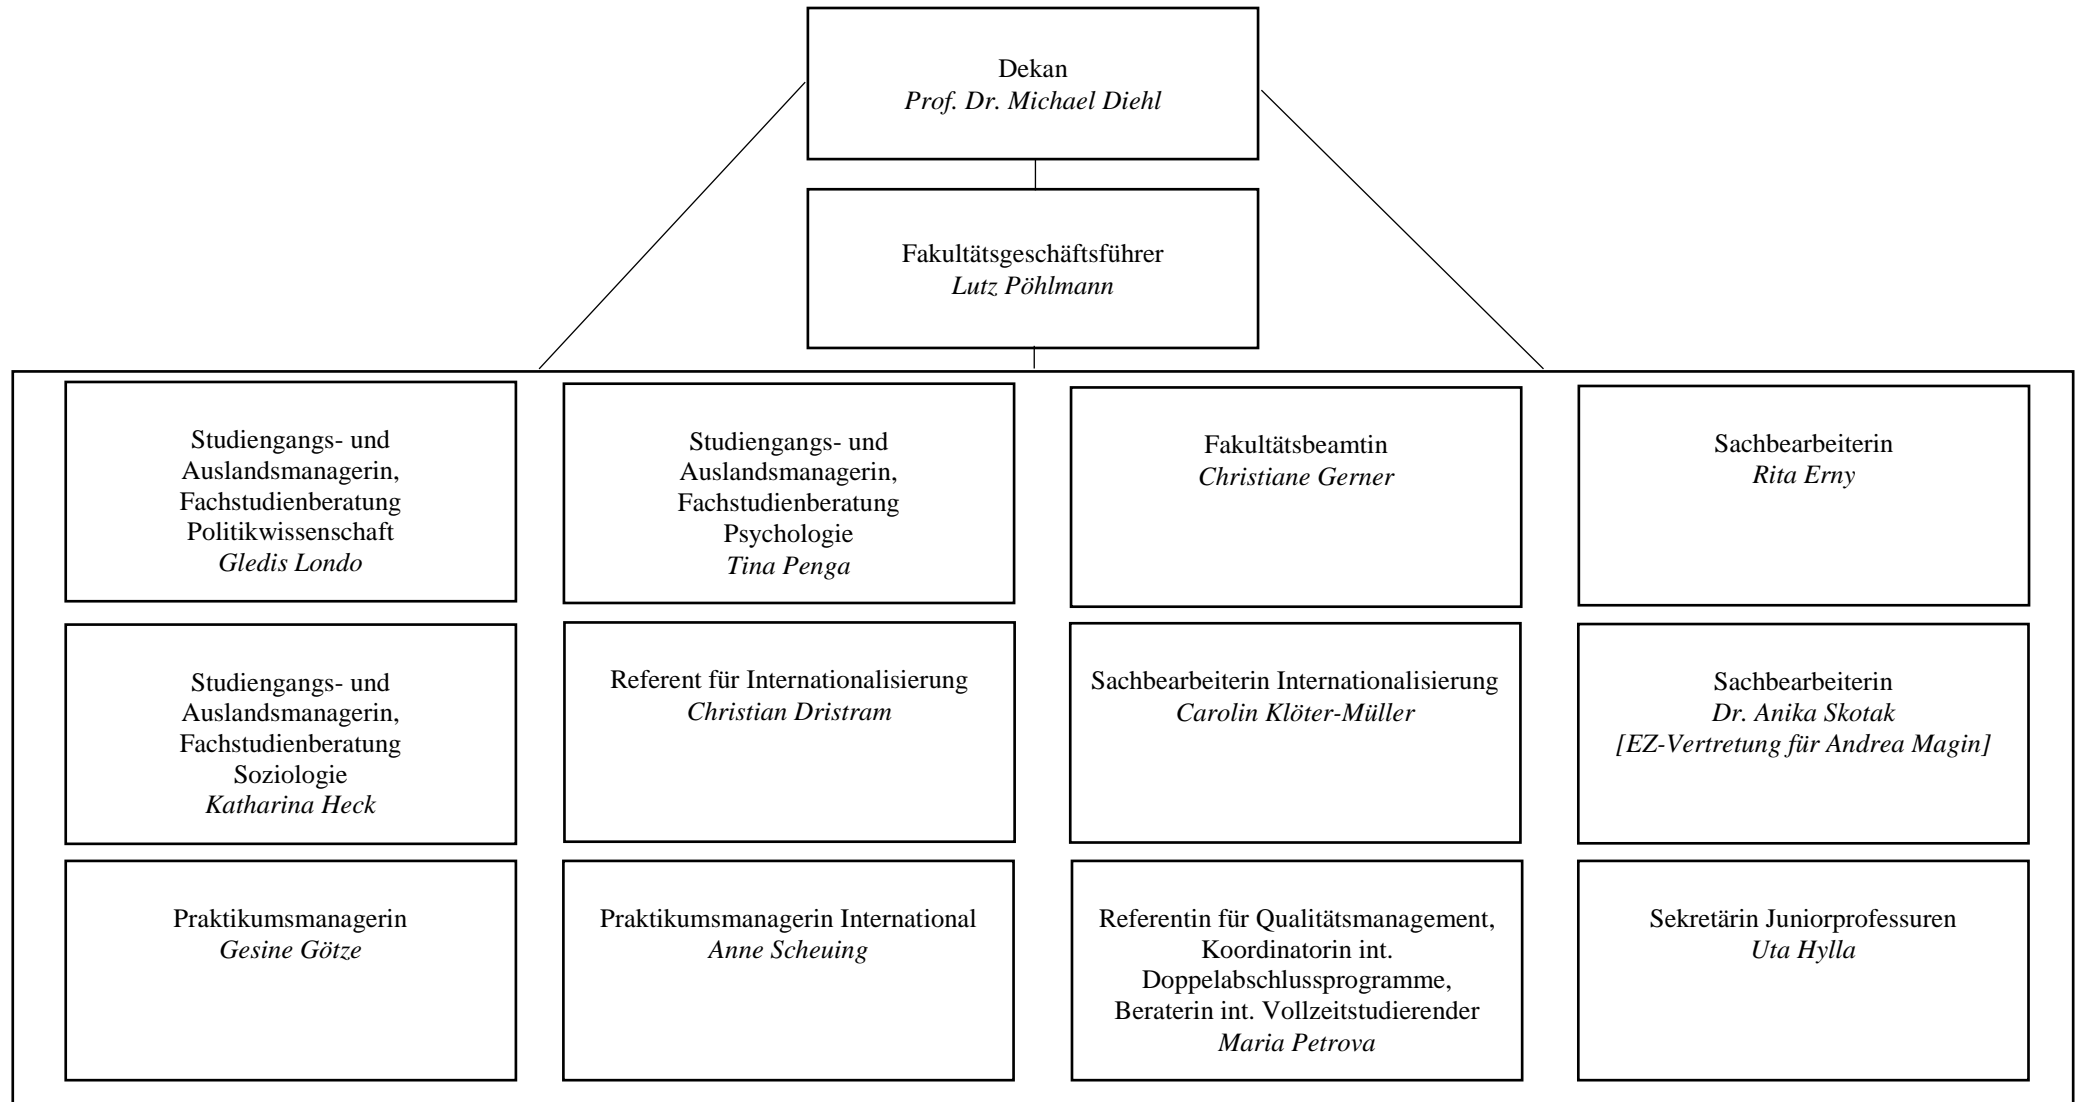 Dekan
Prof. Dr. Michael Diehl
Fakultätsgeschäftsführer
Lutz Pöhlmann
Studiengangs- und
Auslandsmanagerin,
Fachstudienberatung
Politikwissenschaft
Gledis Londo
Studiengangs- und
Auslandsmanagerin,
Fachstudienberatung
Psychologie
Tina Penga
Fakultätsbeamtin
Christiane Gerner
Sachbearbeiterin
Rita Erny
Studiengangs- und
Auslandsmanagerin,
Fachstudienberatung
Soziologie
Katharina Heck
Referent für Internationalisierung
Christian Dristram
Sachbearbeiterin Internationalisierung
Carolin Klöter-Müller
Sachbearbeiterin
Dr. Anika Skotak
[EZ-Vertretung für Andrea Magin]
Praktikumsmanagerin
Gesine Götze
Praktikumsmanagerin International
Anne Scheuing
Referentin für Qualitätsmanagement,
Koordinatorin int.
Doppelabschlussprogramme,
Beraterin int. Vollzeitstudierender
Maria Petrova
Sekretärin Juniorprofessuren
Uta Hylla